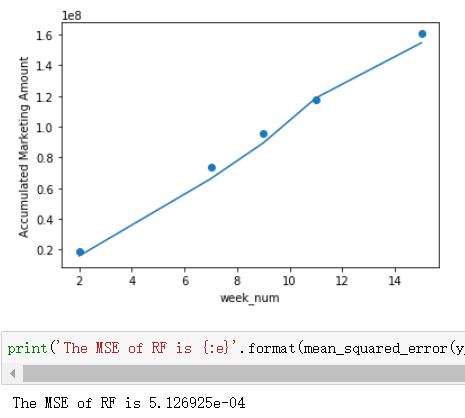 1e8
1.6
1.4
1.2
1.0
0.8
0.6
0.4
0.2
Accumulated Marketing Amount
2 4 6 8 10 12 14
week_num
print('The MSE of RF is {:e}'.format(mean_squared_error(y_
The MSE of RF is 5.126925e-04